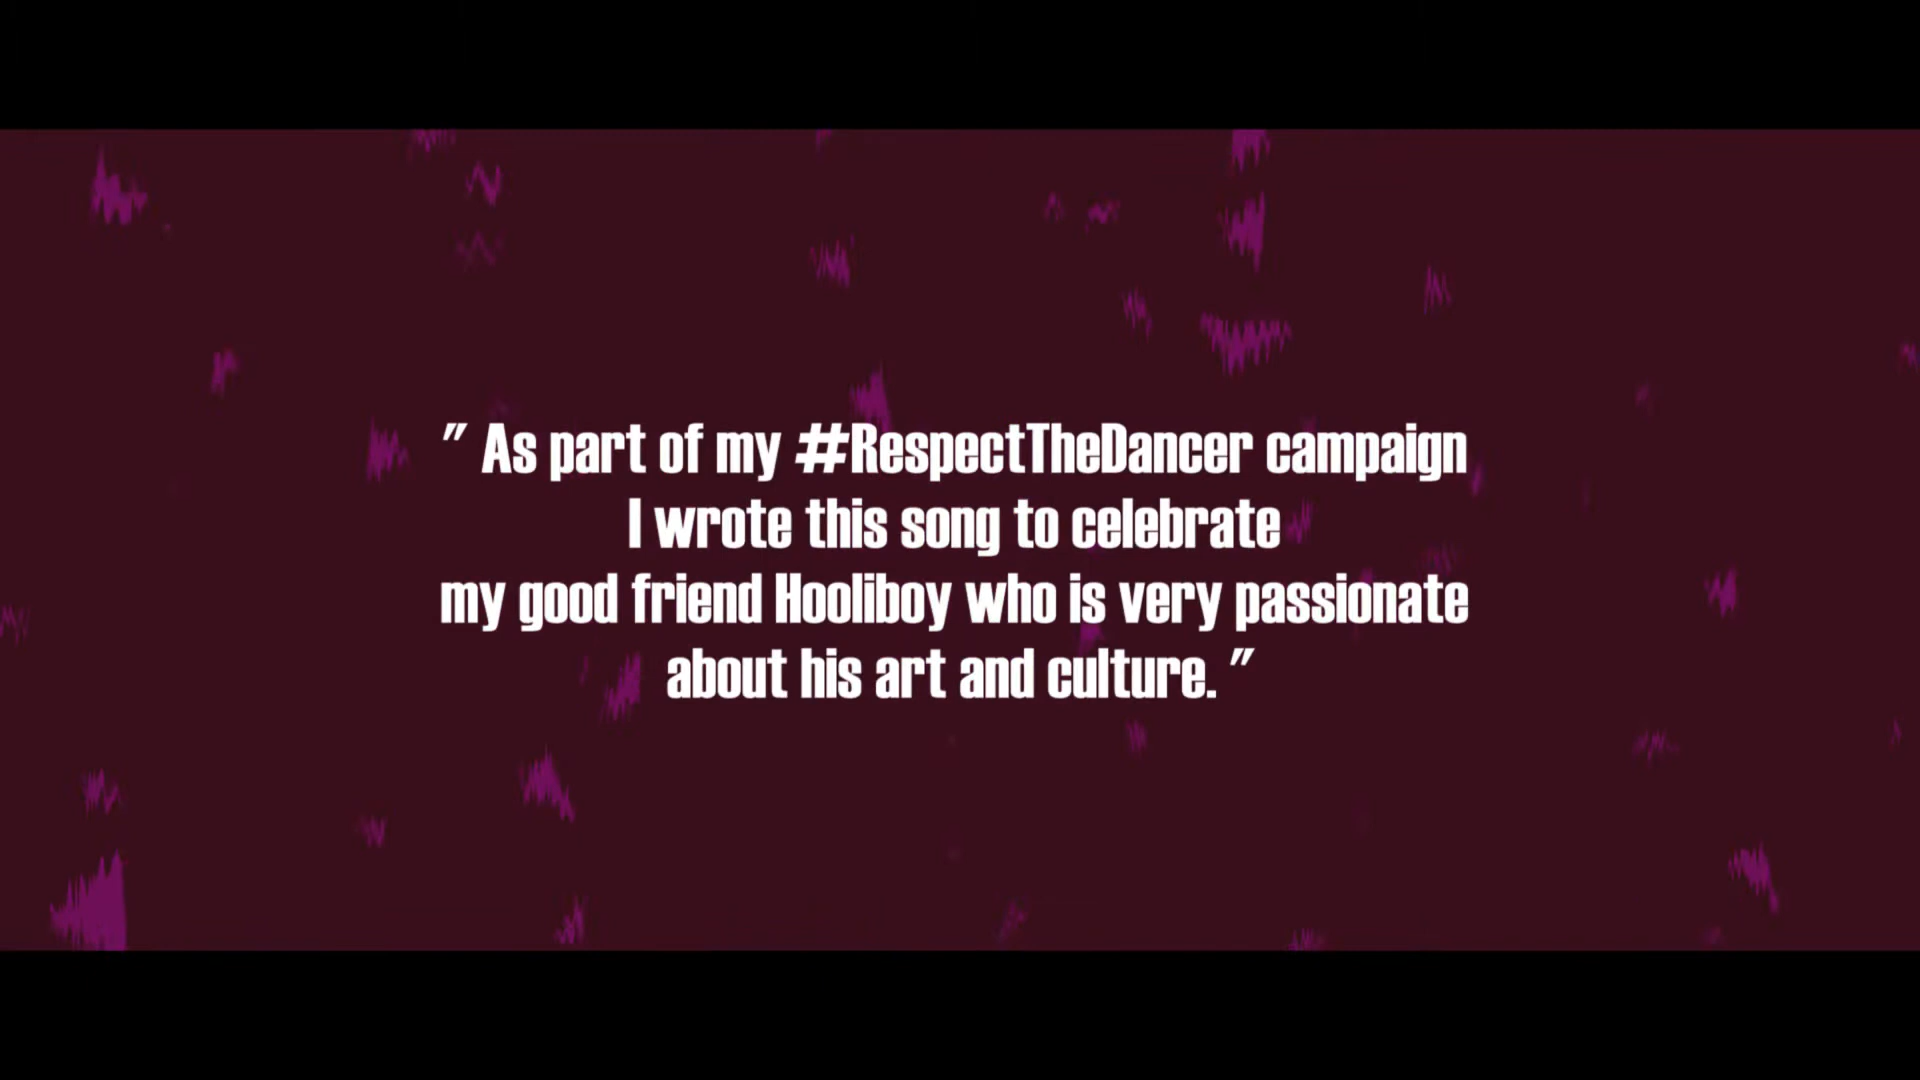 " As part of my #RespectTheDancer campaign
I wrote this song to celebrate
my good friend Hooliboy who is very passionate
about his art and culture. "